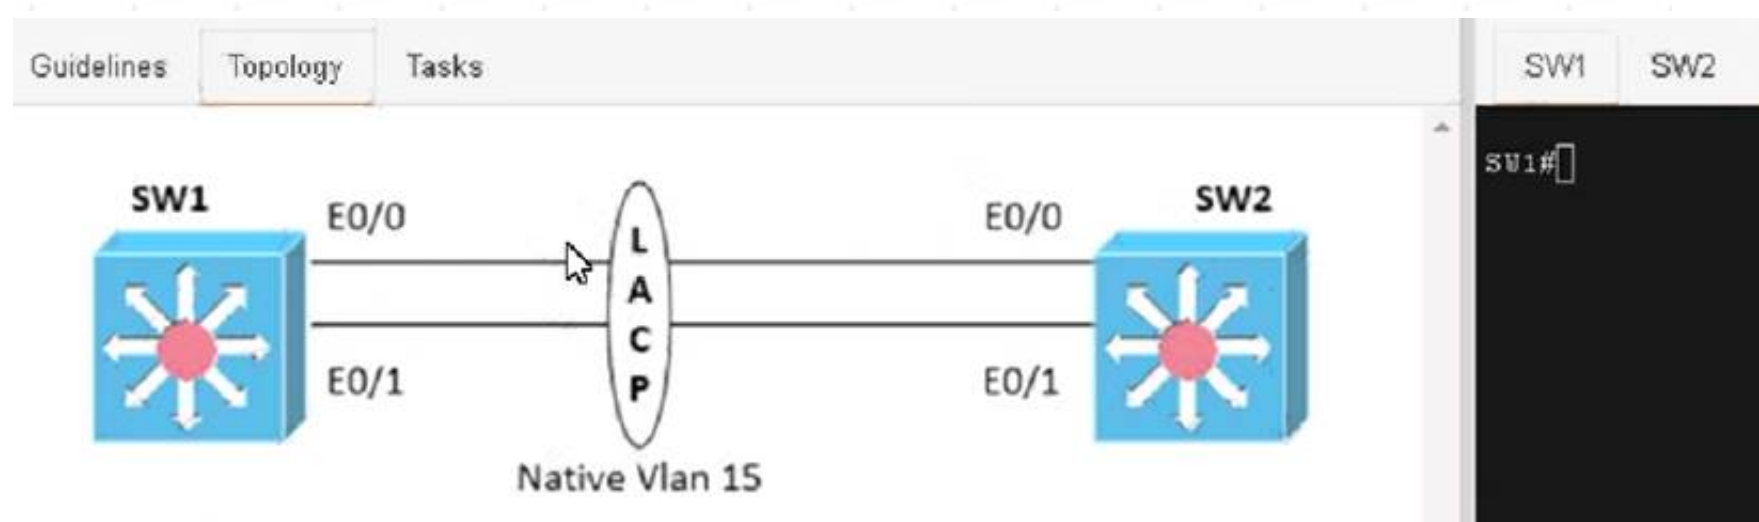 Guidelines Topology Tasks
SW1 SW2
SW1#
SW1 E0/0 E0/0 SW2
L
A
C
P
E0/1 E0/1
Native Vlan 15